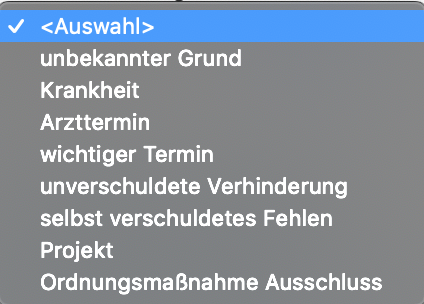 <Auswahl>
unbekannter Grund
Krankheit
Arzttermin
wichtiger Termin
unverschuldete Verhinderung
selbst verschuldetes Fehlen
Projekt
Ordnungsmaßnahme Ausschluss